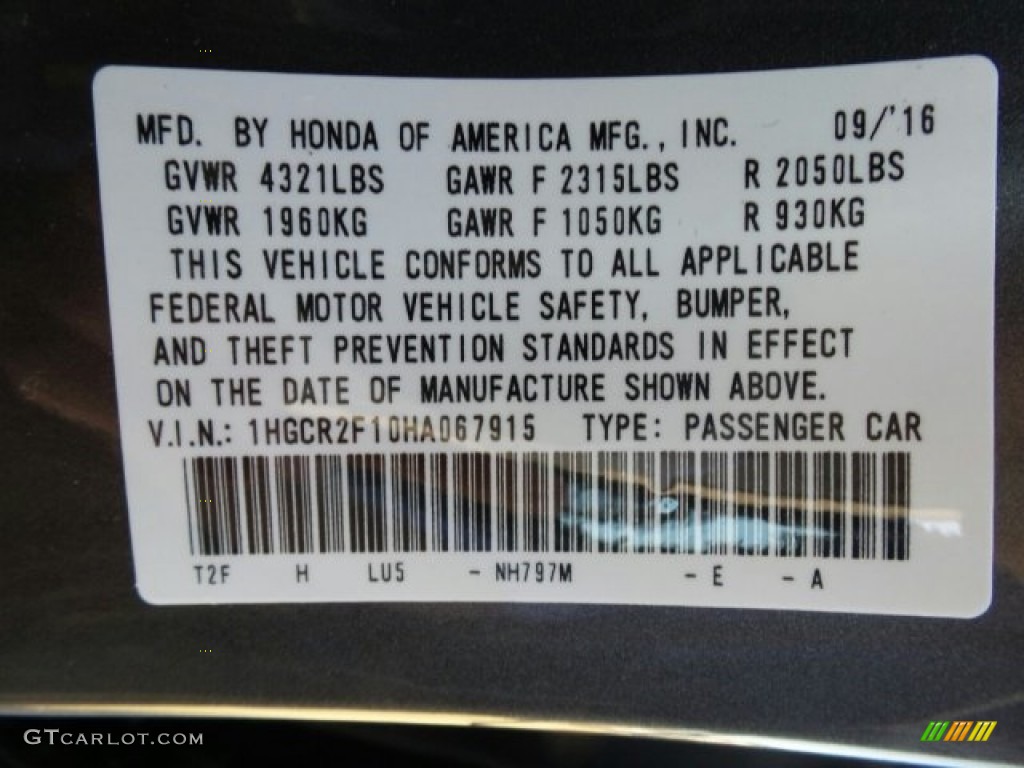 MFD. BY HONDA OF AMERICA MFG., INC. 09/'16
GVWR 4321LBS GAWR F 2315LBS R 2050LBS
GVWR 1960KG GAWR F 1050KG R 930KG
THIS VEHICLE CONFORMS TO ALL APPLICABLE
FEDERAL MOTOR VEHICLE SAFETY, BUMPER,
AND THEFT PREVENTION STANDARDS IN EFFECT
ON THE DATE OF MANUFACTURE SHOWN ABOVE.
V.I.N.: 1HGCR2F10HA067915 TYPE: PASSENGER CAR
T2F H LU5 - NH797M - E - A
GTCARLOT.COM